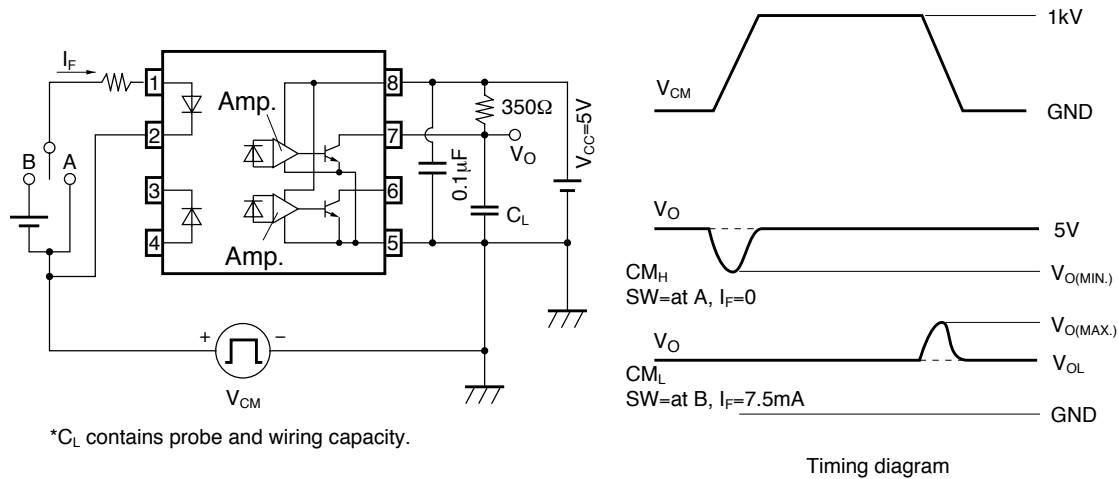 I_F
1
2
3
4
8
7
6
5
Amp.
Amp.
B A
350Ω
V_O
V_CC=5V
0.1μF
C_L
+ −
V_CM
*C_L contains probe and wiring capacity.
1kV
V_CM
GND
V_O
5V
CM_H
SW=at A, I_F=0
V_O(MIN.)
V_O(MAX.)
V_O
V_OL
CM_L
SW=at B, I_F=7.5mA
GND
Timing diagram